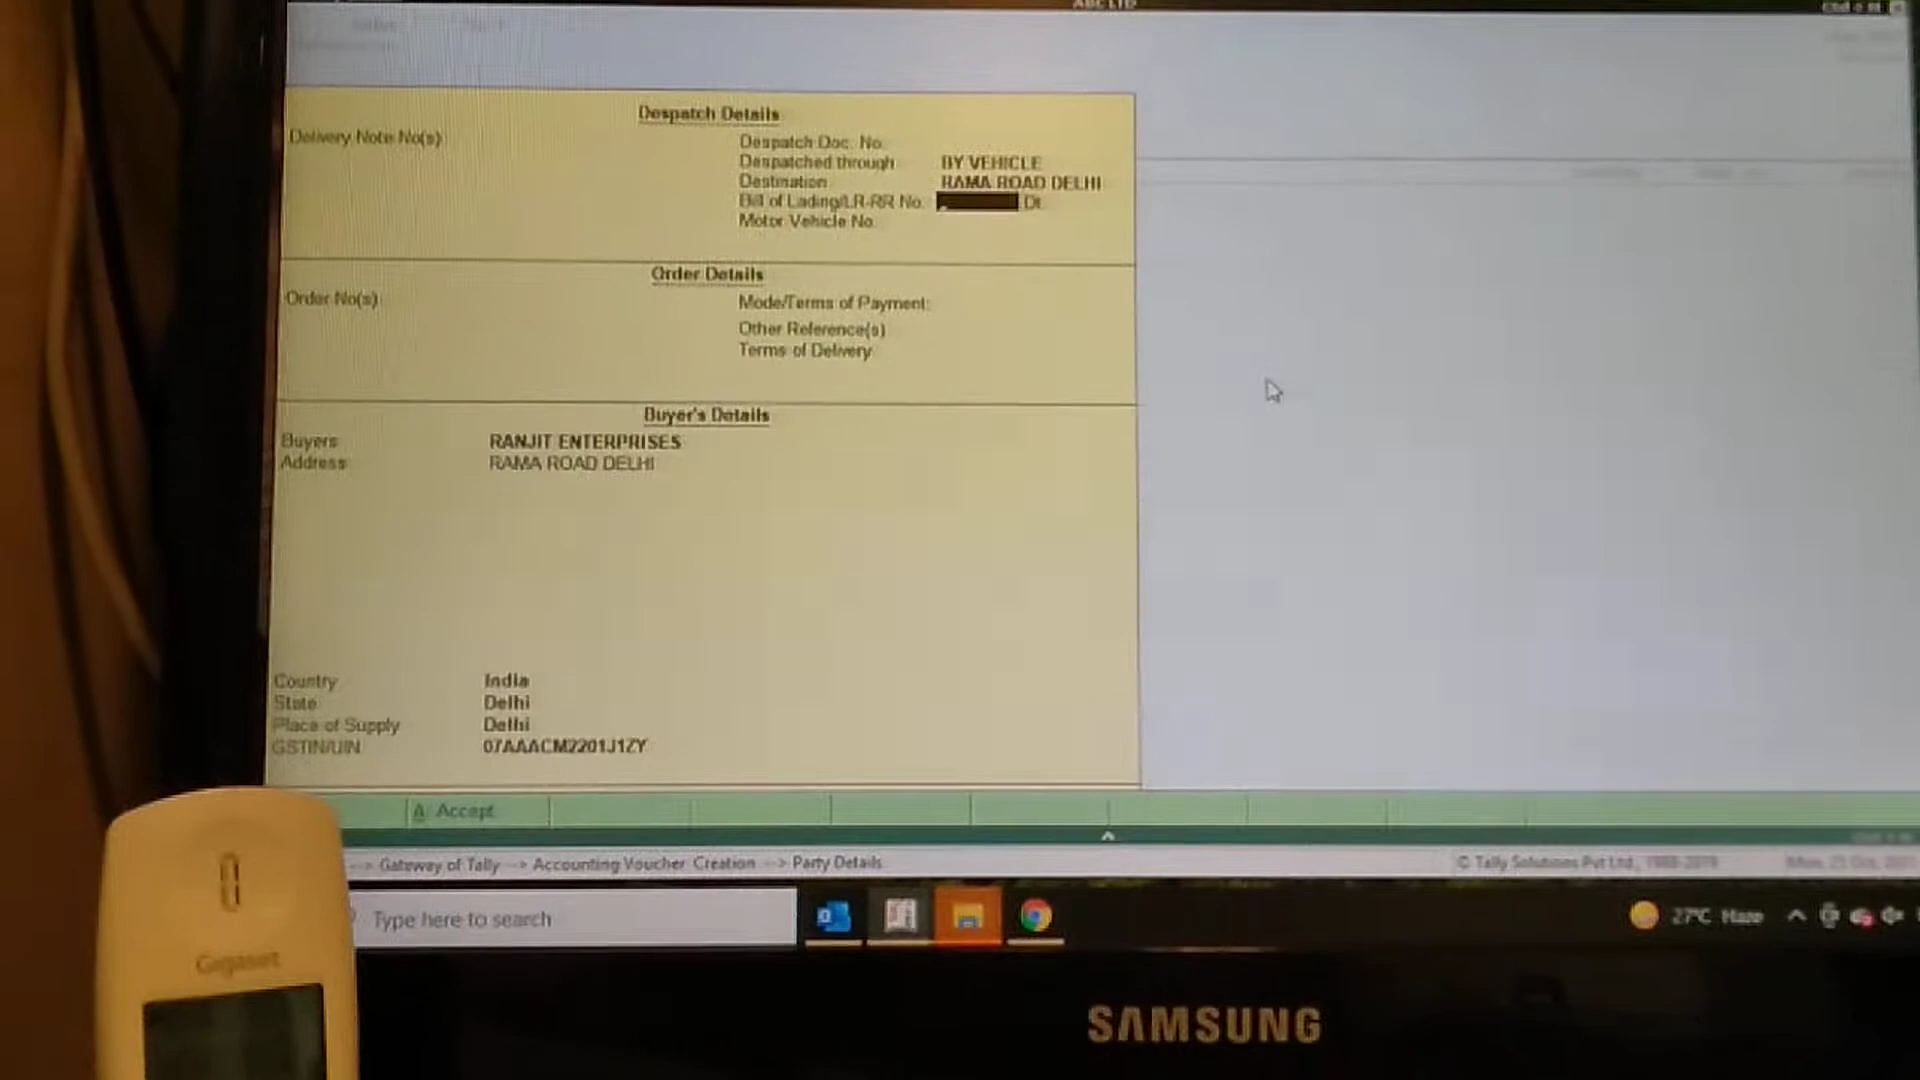 ABC LTD
Despatch Details
Delivery Note No(s)
Despatch Doc. No.
Despatched through BY VEHICLE
Destination RAMA ROAD DELHI
Bill of Lading/LR-RR No. Dt.
Motor Vehicle No.
Order Details
Order No(s)
Mode/Terms of Payment:
Other Reference(s)
Terms of Delivery
Buyer's Details
Buyers RANJIT ENTERPRISES
Address RAMA ROAD DELHI
Country India
State Delhi
Place of Supply Delhi
GSTIN/UIN 07AAACM2201J1ZY
A: Accept
--> Gateway of Tally --> Accounting Voucher Creation --> Party Details
© Tally Solutions Pvt Ltd.,
Type here to search
27°C Haze
Gigaset
SAMSUNG